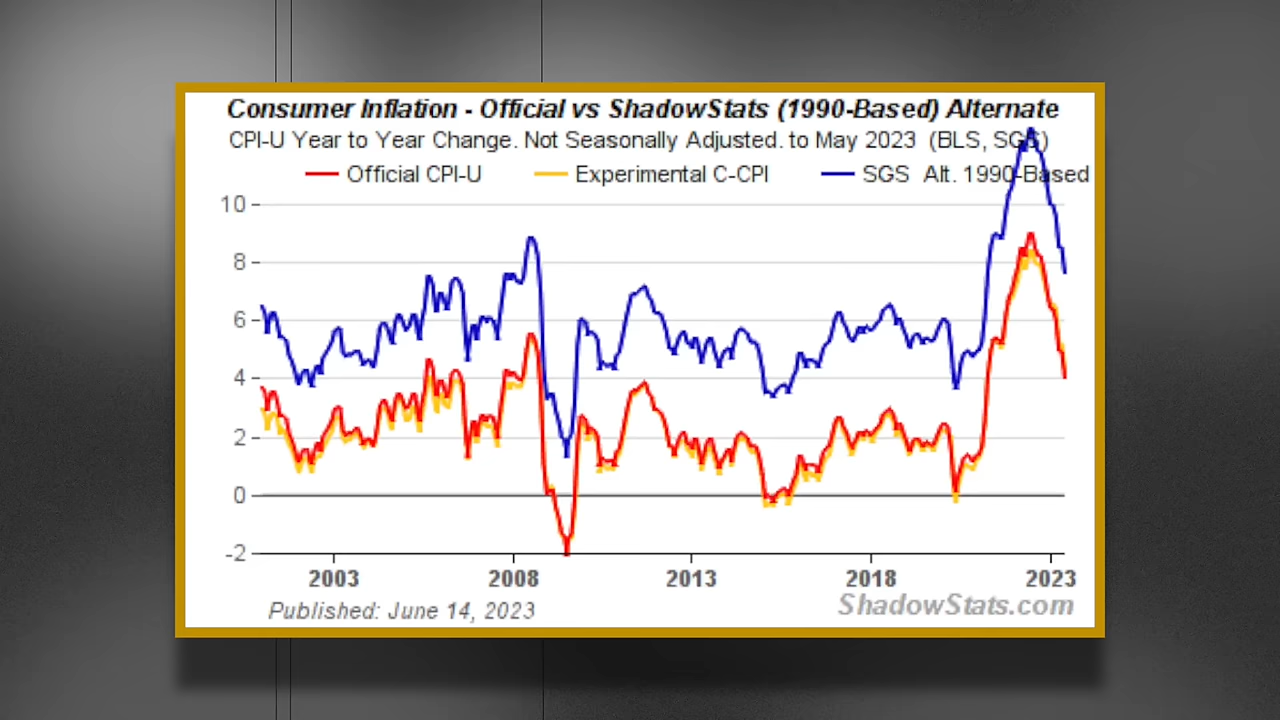 Consumer Inflation - Official vs ShadowStats (1990-Based) Alternate
CPI-U Year to Year Change. Not Seasonally Adjusted. to May 2023 (BLS, SGS)
Official CPI-U Experimental C-CPI SGS Alt. 1990-Based
10
8
6
4
2
0
-2
2003 2008 2013 2018 2023
Published: June 14, 2023
ShadowStats.com